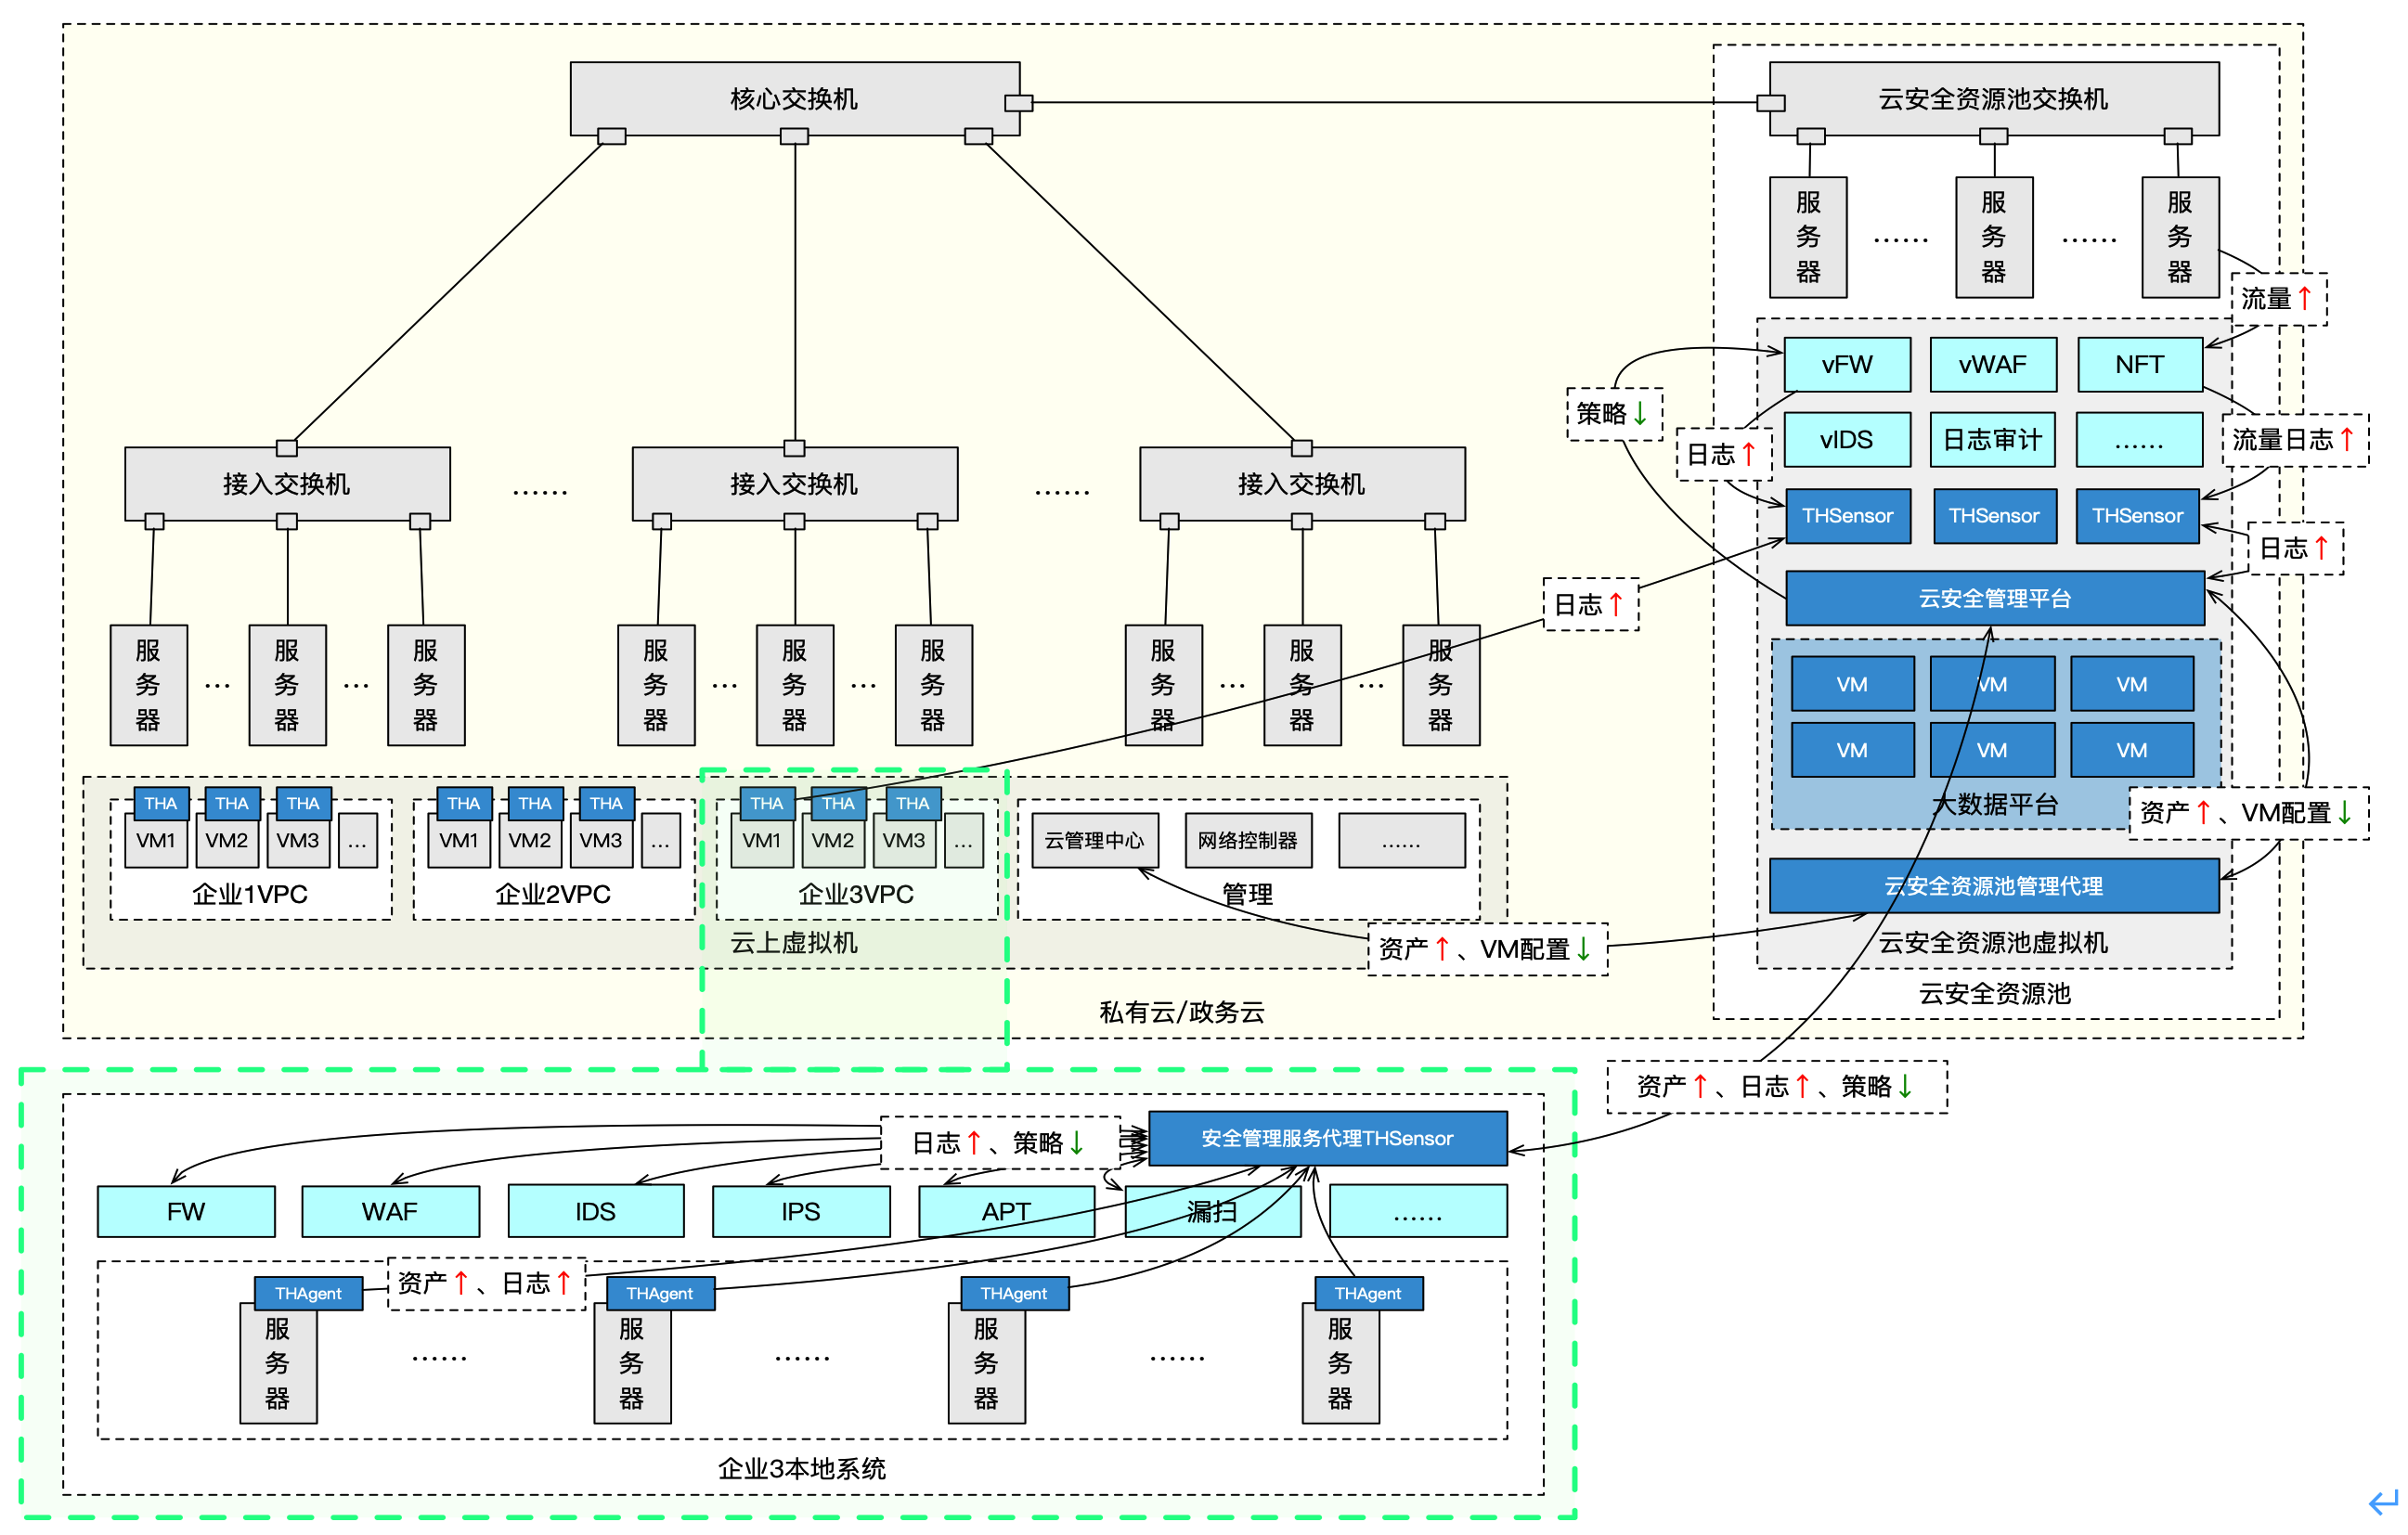 核心交换机
云安全资源池交换机
服务器
……
服务器
……
服务器
流量↑
vFW
vWAF
NFT
策略↓
日志↑
vIDS
日志审计
……
流量日志↑
接入交换机
……
接入交换机
……
接入交换机
THSensor
THSensor
THSensor
日志↑
日志↑
云安全管理平台
服务器
…
服务器
…
服务器
服务器
…
服务器
…
服务器
服务器
…
服务器
…
服务器
VM
VM
VM
VM
VM
VM
大数据平台
资产↑、VM配置↓
THA
THA
THA
VM1
VM2
VM3
…
企业1VPC
THA
THA
THA
VM1
VM2
VM3
…
企业2VPC
THA
THA
THA
VM1
VM2
VM3
…
企业3VPC
云管理中心
网络控制器
……
管理
云上虚拟机
资产↑、VM配置↓
云安全资源池管理代理
云安全资源池虚拟机
云安全资源池
私有云/政务云
资产↑、日志↑、策略↓
日志↑、策略↓
安全管理服务代理THSensor
FW
WAF
IDS
IPS
APT
漏扫
……
资产↑、日志↑
THAgent
THAgent
THAgent
THAgent
服务器
……
服务器
……
服务器
……
服务器
企业3本地系统